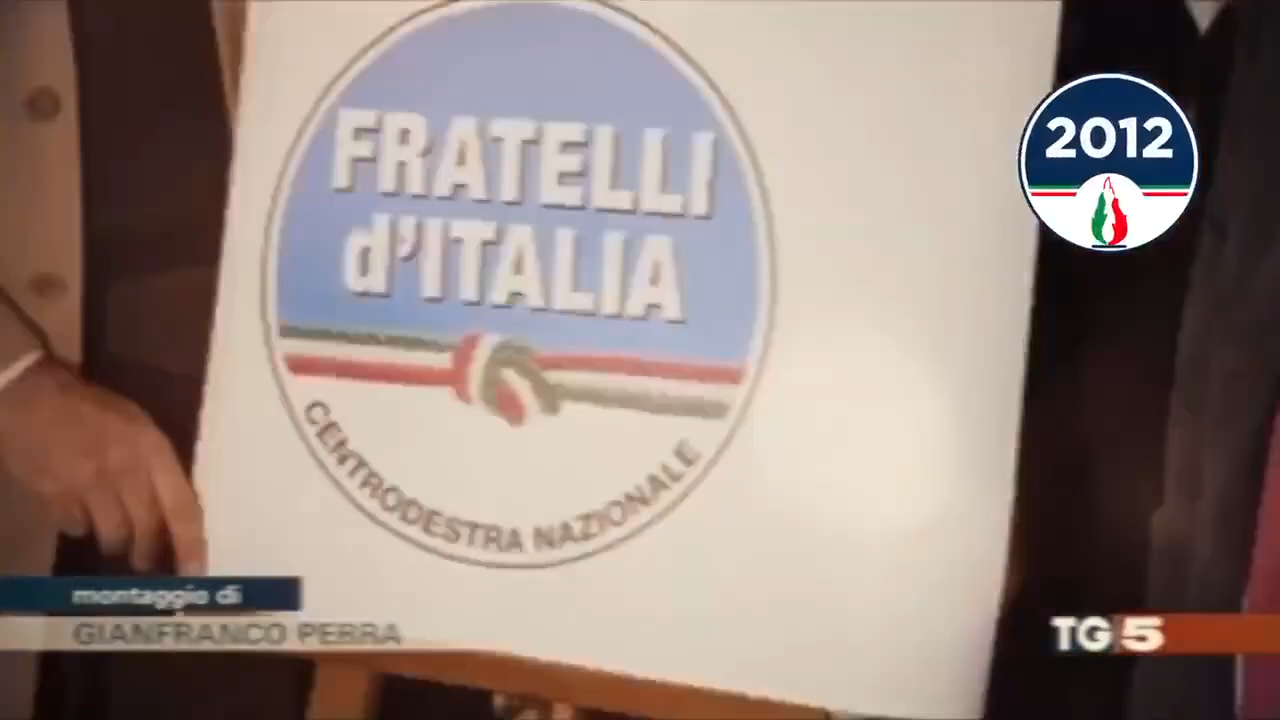 FRATELLI
d'ITALIA
CENTRODESTRA NAZIONALE
2012
montaggio di
GIANFRANCO PERRA
TG5